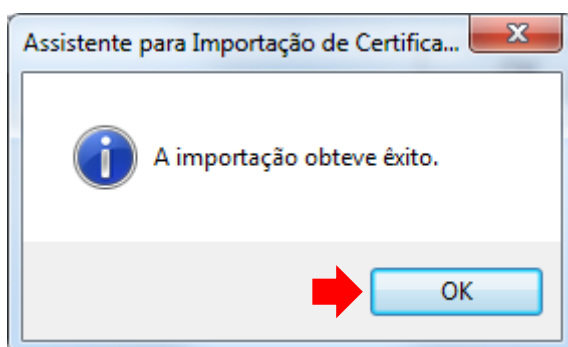 Assistente para Importação de Certifica...
A importação obteve êxito.
OK